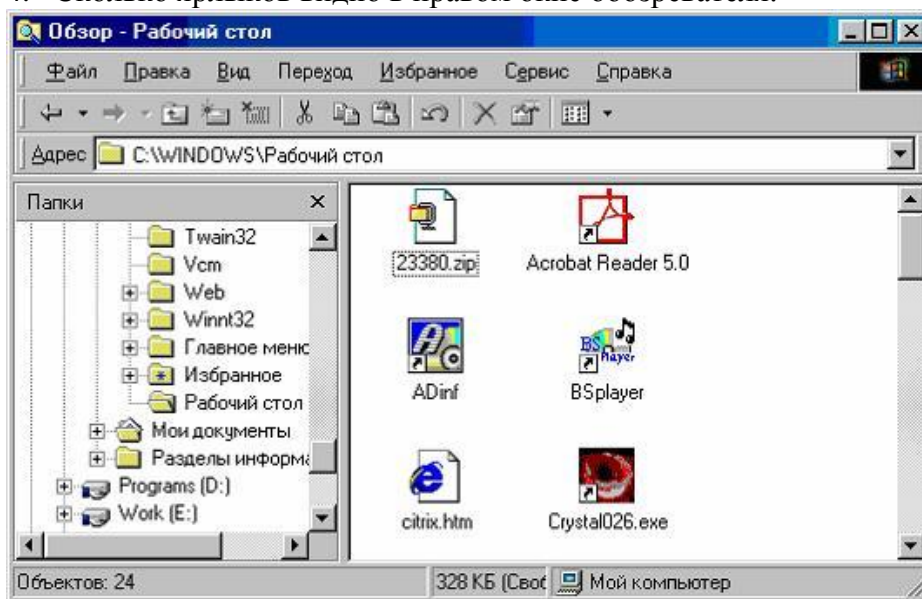 Обзор - Рабочий стол
Файл Правка Вид Переход Избранное Сервис Справка
Адрес C:\WINDOWS\Рабочий стол
Папки
Twain32
Vcm
Web
Winnt32
Главное меню
Избранное
Рабочий стол
Мои документы
Разделы информа
Programs (D:)
Work (E:)
23380.zip
Acrobat Reader 5.0
ADinf
BSplayer
citrix.htm
Crystal026.exe
Объектов: 24
328 КБ (Своб
Мой компьютер